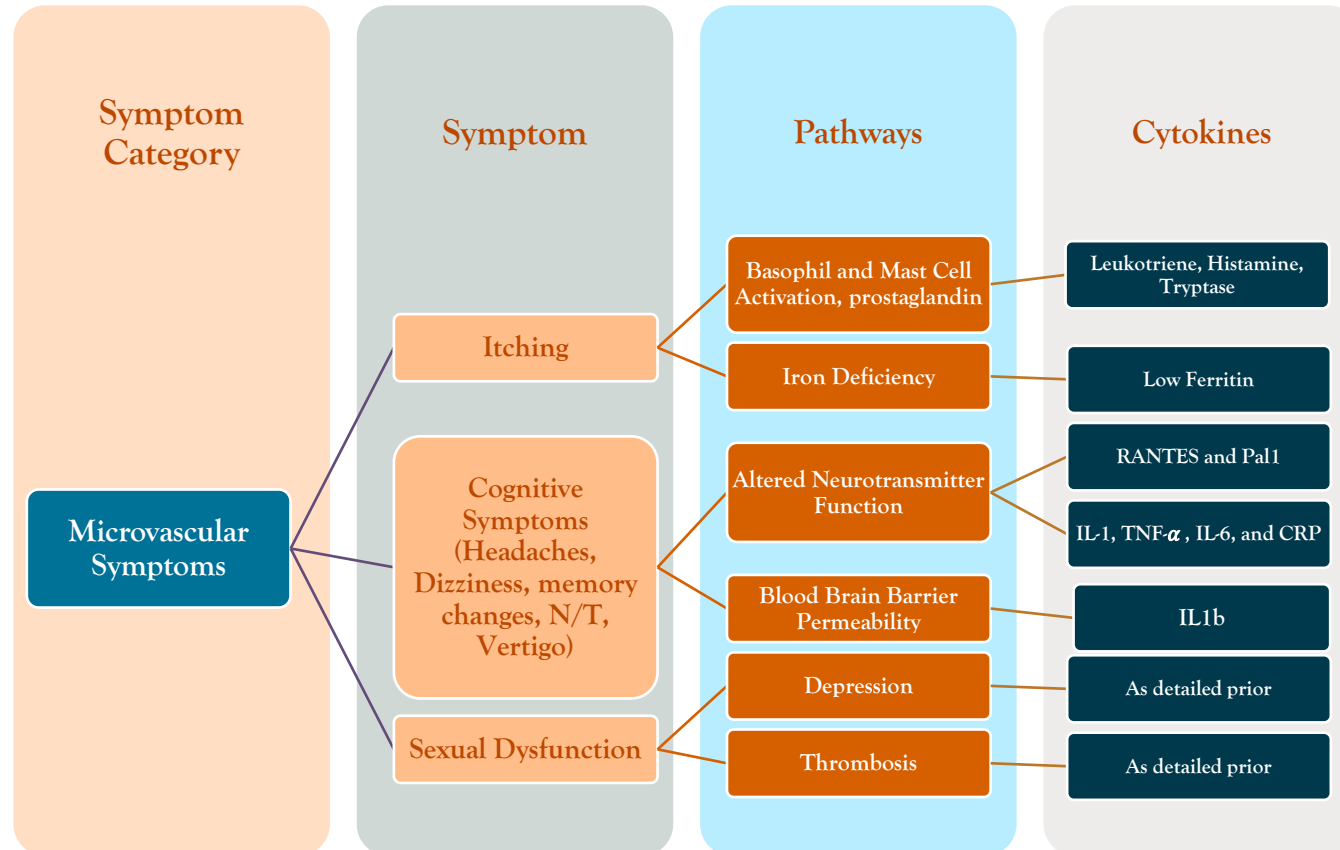 Symptom
Category
Symptom
Pathways
Cytokines
Microvascular
Symptoms
Itching
Cognitive
Symptoms
(Headaches,
Dizziness, memory
changes, N/T,
Vertigo)
Sexual Dysfunction
Basophil and Mast Cell
Activation, prostaglandin
Iron Deficiency
Altered Neurotransmitter
Function
Blood Brain Barrier
Permeability
Depression
Thrombosis
Leukotriene, Histamine,
Tryptase
Low Ferritin
RANTES and Pal1
IL-1, TNF-α , IL-6, and CRP
IL1b
As detailed prior
As detailed prior